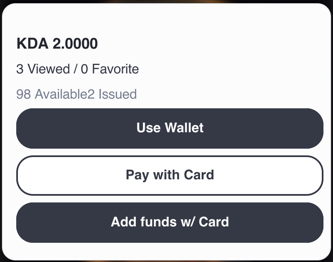 KDA 2.0000
3 Viewed / 0 Favorite
98 Available2 Issued
Use Wallet
Pay with Card
Add funds w/ Card